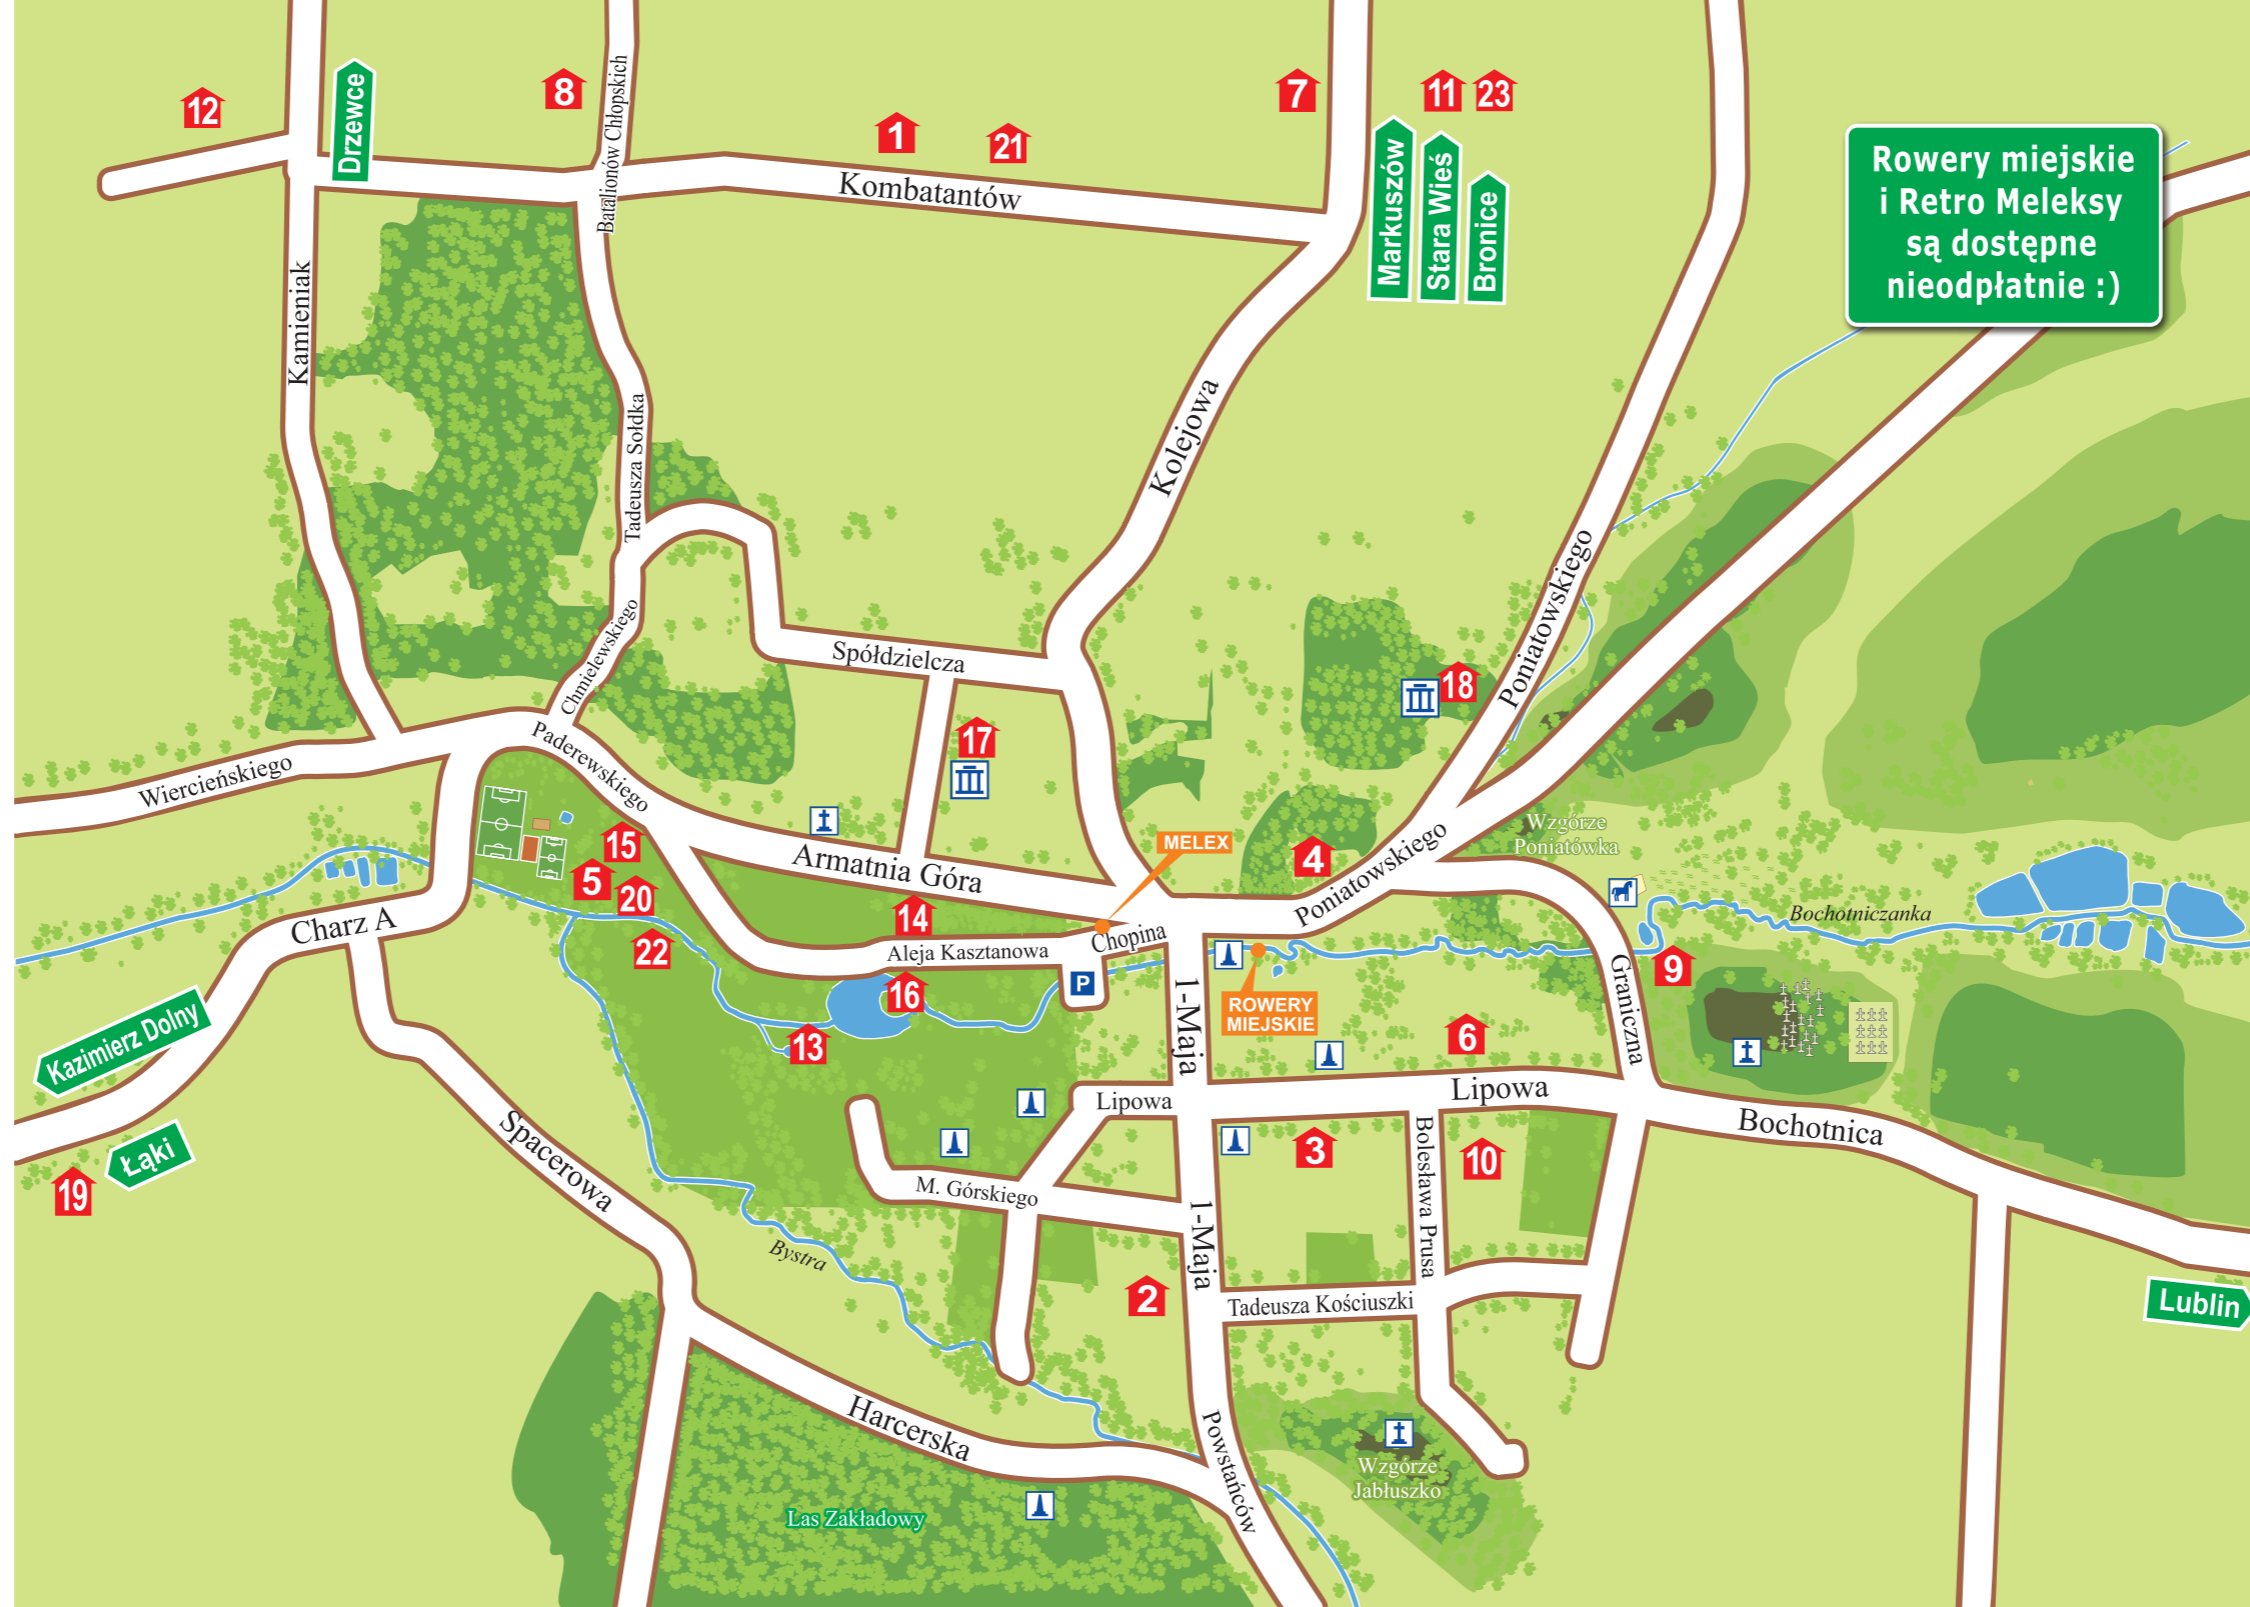 12
Drzewce
8
Batalionów Chłopskich
1
21
7
11
23
Kombatantów
Markuszów
Stara Wieś
Bronice
Rowery miejskie
i Retro Meleksy
są dostępne
nieodpłatnie :)
Kamieniak
Tadeusza Sołdka
Kolejowa
Poniatowskiego
Chmielewskiego
Spółdzielcza
18
17
Wiercieńskiego
Paderewskiego
15
5
20
22
Armatnia Góra
MELEX
4
Poniatowskiego
Wzgórze
Poniatówka
14
Aleja Kasztanowa
Chopina
Bochotniczanka
Charz A
P
16
13
1-Maja
ROWERY
MIEJSKIE
9
Graniczna
6
Kazimierz Dolny
Łąki
19
Lipowa
Lipowa
Bochotnica
Spacerowa
3
Bolesława Prusa
10
M. Górskiego
1-Maja
Bystra
2
Tadeusza Kościuszki
Lublin
Harcerska
Powstańców
Wzgórze
Jabłuszko
Las Zakładowy